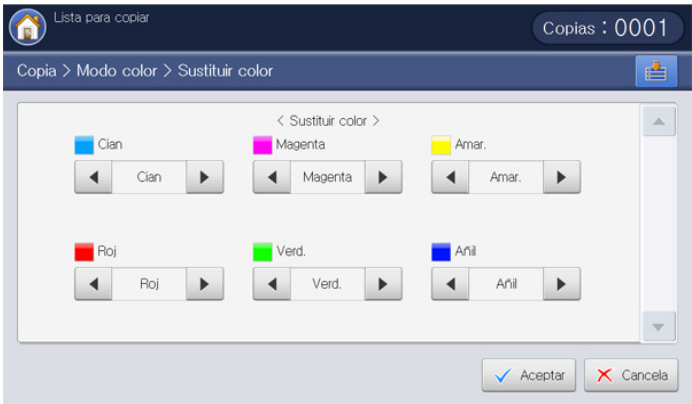 Lista para copiar
Copias : 0001
Copia > Modo color > Sustituir color
< Sustituir color >
Cian Magenta Amar.
Cian Magenta Amar.
Roj Verd. Añil
Roj Verd. Añil
Aceptar Cancela